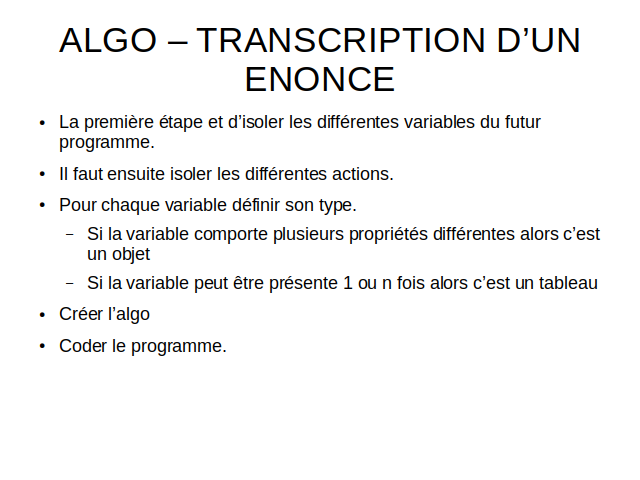 ALGO – TRANSCRIPTION D’UN
ENONCE
● La première étape et d’isoler les différentes variables du futur
programme.
● Il faut ensuite isoler les différentes actions.
● Pour chaque variable définir son type.
– Si la variable comporte plusieurs propriétés différentes alors c’est
un objet
– Si la variable peut être présente 1 ou n fois alors c’est un tableau
● Créer l’algo
● Coder le programme.